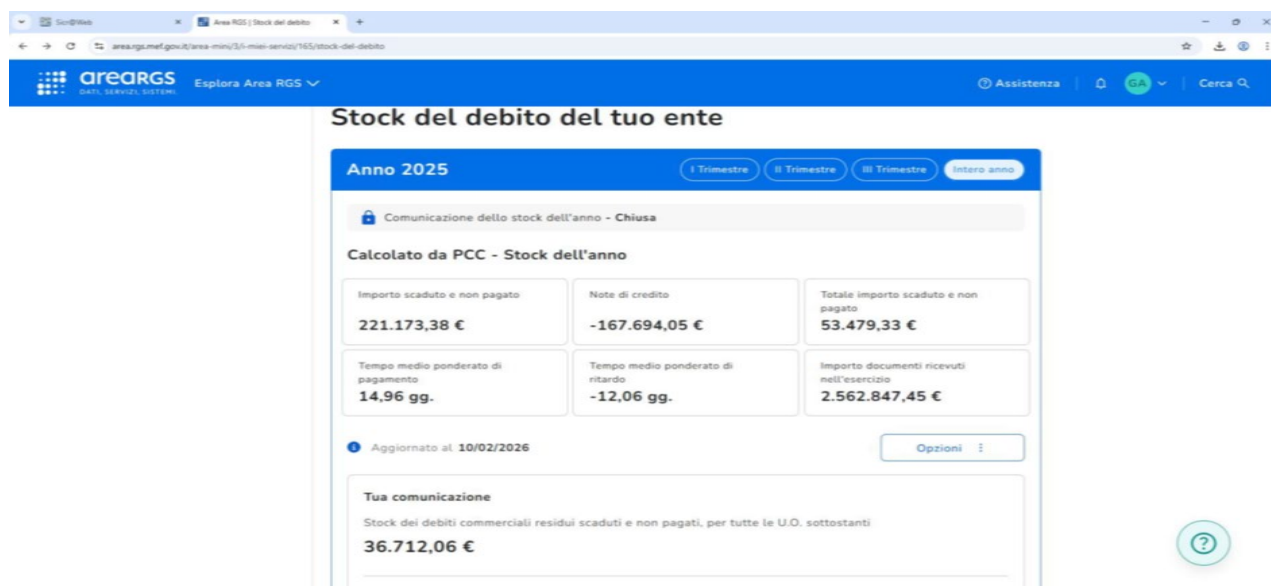 Scr@Web
Area RGS | Stock del debito
area.rgs.mef.gov.it/area-mini/3/i-miei-servizi/165/stock-del-debito
areaRGS
DATI, SERVIZI, SISTEMI.
Esplora Area RGS
Assistenza
GA
Cerca
Stock del debito del tuo ente
Anno 2025
I Trimestre
II Trimestre
III Trimestre
Intero anno
Comunicazione dello stock dell'anno - Chiusa
Calcolato da PCC - Stock dell'anno
Importo scaduto e non pagato
221.173,38 €
Note di credito
-167.694,05 €
Totale importo scaduto e non
pagato
53.479,33 €
Tempo medio ponderato di
pagamento
14,96 gg.
Tempo medio ponderato di
ritardo
-12,06 gg.
Importo documenti ricevuti
nell'esercizio
2.562.847,45 €
Aggiornato al 10/02/2026
Opzioni
Tua comunicazione
Stock dei debiti commerciali residui scaduti e non pagati, per tutte le U.O. sottostanti
36.712,06 €